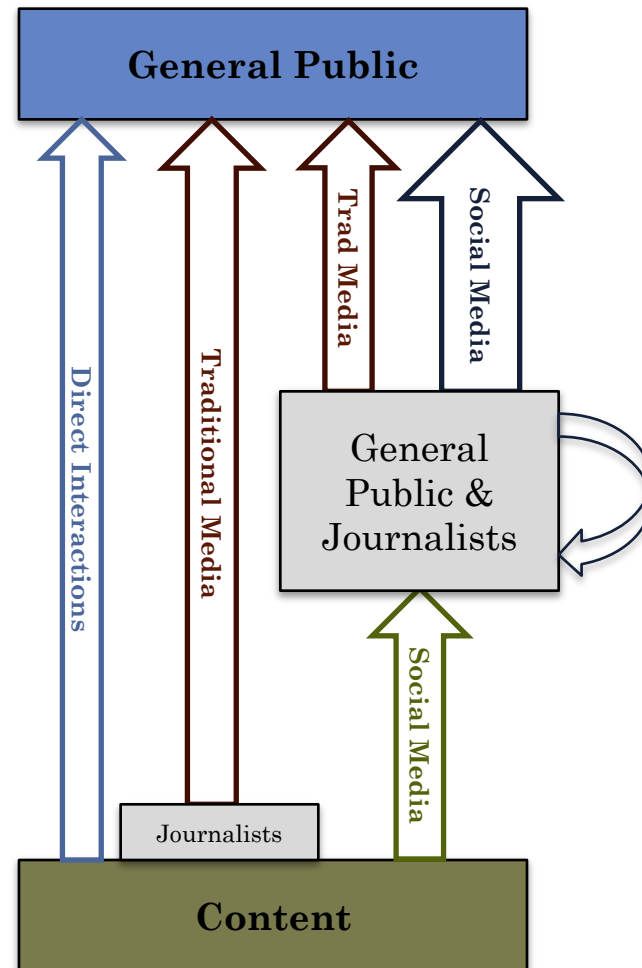 General Public
Direct Interactions
Traditional Media
Trad Media
Social Media
General
Public &
Journalists
Social Media
Journalists
Content